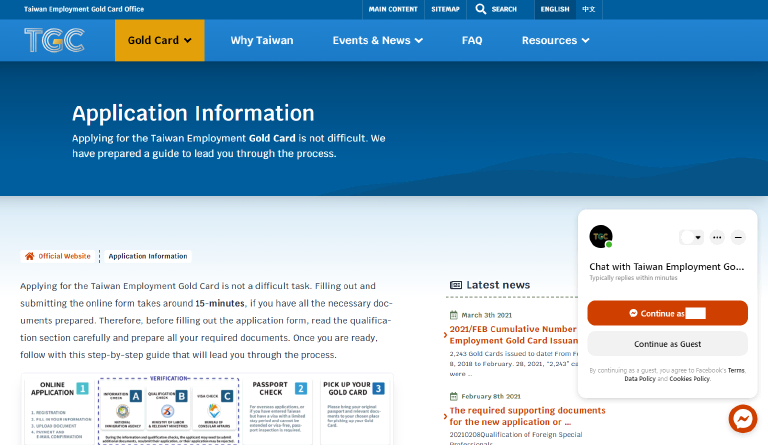 Taiwan Employment Gold Card Office
MAIN CONTENT
SITEMAP
SEARCH
ENGLISH
中文
TGC
Gold Card
Why Taiwan
Events & News
FAQ
Resources
Application Information
Applying for the Taiwan Employment Gold Card is not difficult. We
have prepared a guide to lead you through the process.
Official Website
Application Information
Applying for the Taiwan Employment Gold Card is not a difficult task. Filling out and
submitting the online form takes around 15-minutes, if you have all the necessary doc-
uments prepared. Therefore, before filling out the application form, read the qualifica-
tion section carefully and prepare all your required documents. Once you are ready,
follow with this step-by-step guide that will lead you through the process.
ONLINE
APPLICATION
1
1. REGISTRATION
2. FILL IN YOUR INFORMATION
3. UPLOAD DOCUMENT
4. PAYMENT AND
E-MAIL CONFIRMATION
VERIFICATION
INFORMATION
CHECK
A
NATIONAL
IMMIGRATION AGENCY
QUALIFICATION
CHECK
B
MINISTRY OF LABOR
& RELEVANT MINISTRIES
VISA CHECK
C
BUREAU OF
CONSULAR AFFAIRS
PASSPORT
CHECK
2
PICK UP YOUR
GOLD CARD
3
Latest news
March 3th 2021
2021/FEB Cumulative Number
Employment Gold Card Issuan
2,243 Gold Cards issued to date! From Fe
8, 2018 to February. 28, 2021, "2,243" ca
were ...
February 8th 2021
The required supporting documents
for the new application or ...
20210208Qualification of Foreign Special
Professionals
TGC
Chat with Taiwan Employment Go...
Typically replies within minutes
Continue as
Continue as Guest
By continuing as a guest, you agree to Facebook's Terms,
Data Policy and Cookies Policy.